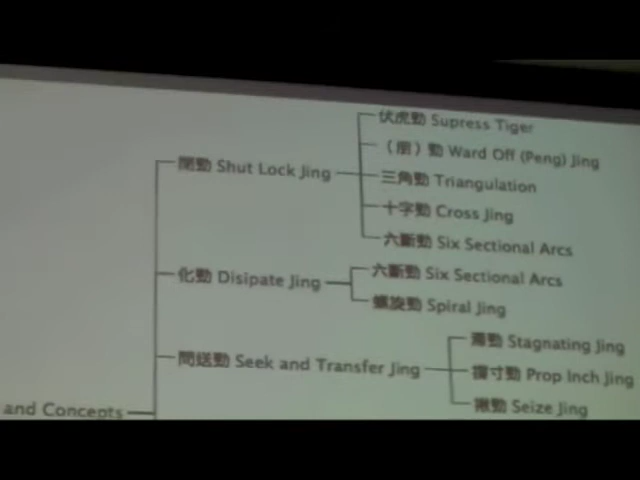 伏虎勁 Supress Tiger
(朋) 勁 Ward Off (Peng) Jing
閉勁 Shut Lock Jing
三角勁 Triangulation
十字勁 Cross Jing
六斷勁 Six Sectional Arcs
化勁 Disipate Jing
六斷勁 Six Sectional Arcs
螺旋勁 Spiral Jing
勁 Stagnating Jing
問送勁 Seek and Transfer Jing
寸勁 Prop Inch Jing
勁 Seize Jing
and Concepts